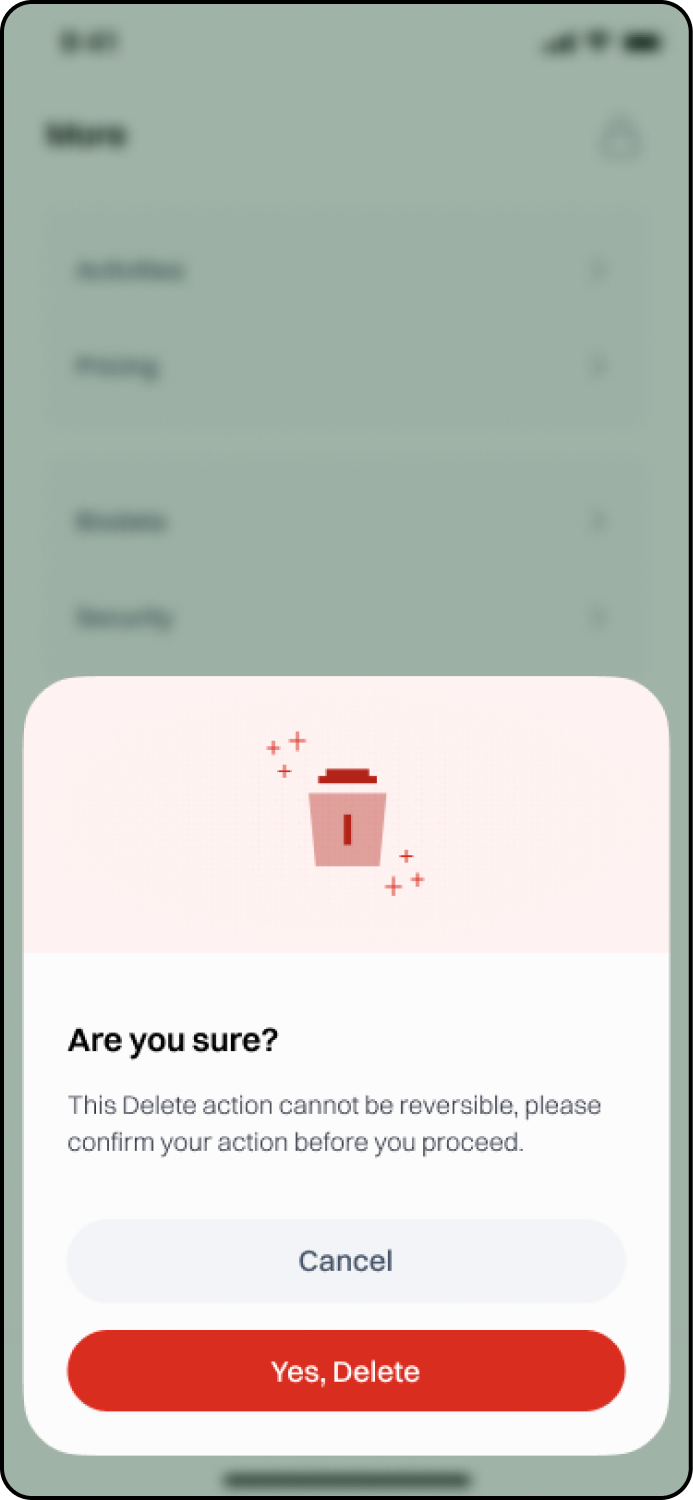 9:41
More
Activities
Pricing
Biodata
Security
Are you sure?
This Delete action cannot be reversible, please
confirm your action before you proceed.
Cancel
Yes, Delete